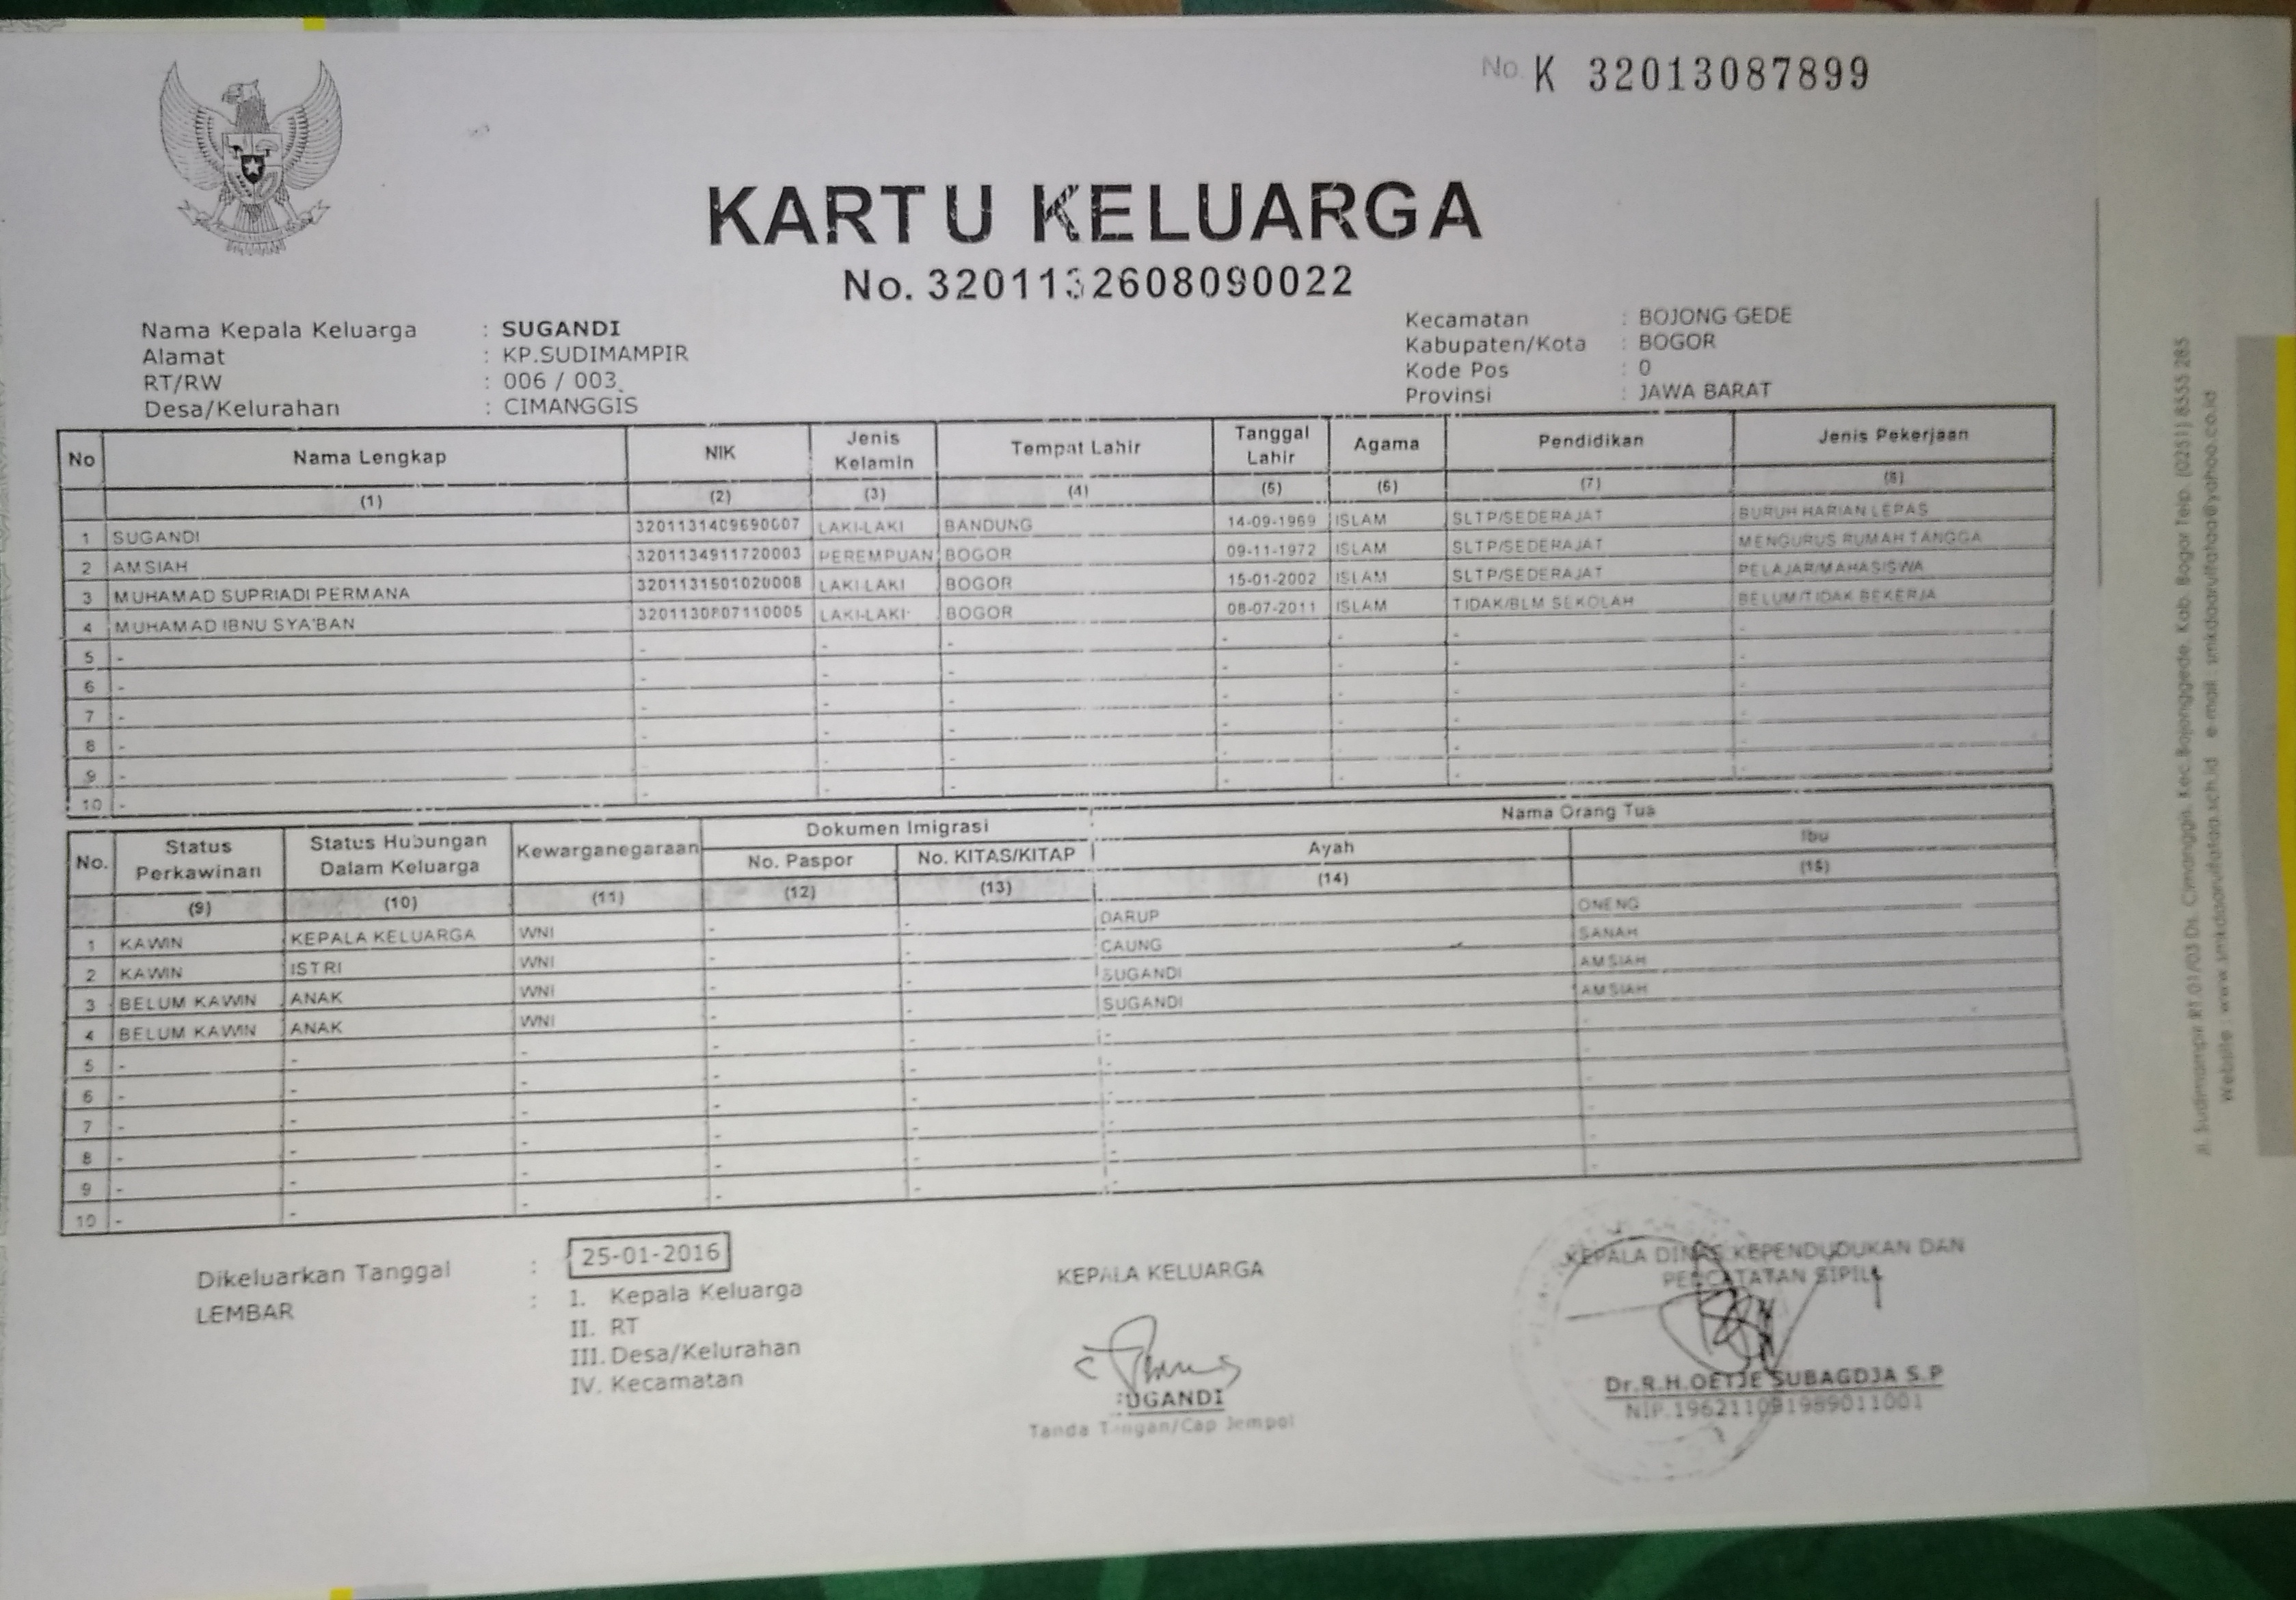 No. K 32013087899
KARTU KELUARGA
No. 3201132608090022
Nama Kepala Keluarga : SUGANDI
Alamat : KP.SUDIMAMPIR
RT/RW : 006 / 003
Desa/Kelurahan : CIMANGGIS
Kecamatan : BOJONG GEDE
Kabupaten/Kota : BOGOR
Kode Pos : 0
Provinsi : JAWA BARAT
No Nama Lengkap NIK Jenis Kelamin Tempat Lahir Tanggal Lahir Agama Pendidikan Jenis Pekerjaan
(1) (2) (3) (4) (5) (6) (7) (8)
1 SUGANDI 3201131409690007 LAKI-LAKI BANDUNG 14-09-1969 ISLAM SLTP/SEDERAJAT BURUH HARIAN LEPAS
2 AMSIAH 3201134911720003 PEREMPUAN BOGOR 09-11-1972 ISLAM SLTP/SEDERAJAT MENGURUS RUMAH TANGGA
3 MUHAMAD SUPRIADI PERMANA 3201131501020008 LAKI-LAKI BOGOR 15-01-2002 ISLAM SLTP/SEDERAJAT PELAJAR/MAHASISWA
4 MUHAMAD IBNU SYA'BAN 3201130807110005 LAKI-LAKI BOGOR 08-07-2011 ISLAM TIDAK/BLM SEKOLAH BELUM/TIDAK BEKERJA
5 - - - - - - - -
6 - - - - - - - -
7 - - - - - - - -
8 - - - - - - - -
9 - - - - - - - -
10 - - - - - - - -
No. Status Perkawinan Status Hubungan Dalam Keluarga Kewarganegaraan Dokumen Imigrasi Nama Orang Tua
No. Paspor No. KITAS/KITAP Ayah Ibu
(9) (10) (11) (12) (13) (14) (15)
1 KAWIN KEPALA KELUARGA WNI - - DARUP ONENG
2 KAWIN ISTRI WNI - - CAUNG SANAH
3 BELUM KAWIN ANAK WNI - - SUGANDI AMSIAH
4 BELUM KAWIN ANAK WNI - - SUGANDI AMSIAH
5 - - - - - - -
6 - - - - - - -
7 - - - - - - -
8 - - - - - - -
9 - - - - - - -
10 - - - - - - -
Dikeluarkan Tanggal : 25-01-2016
LEMBAR : I. Kepala Keluarga
II. RT
III. Desa/Kelurahan
IV. Kecamatan
KEPALA KELUARGA
SUGANDI
Tanda Tangan/Cap Jempol
KEPALA DINAS KEPENDUDUKAN DAN
PENCATATAN SIPIL
Dr.R.H.OETJE SUBAGDJA S.P
NIP.196211091989011001
Jl. Sudimampir Rt 01/03 Ds. Cimanggis, Kec.Bojonggede, Kab. Bogor Telp. (0251) 8555 285
Website : www.smkdaarulfataa.sch.id e-mail : smkdaarulfataa@yahoo.co.id